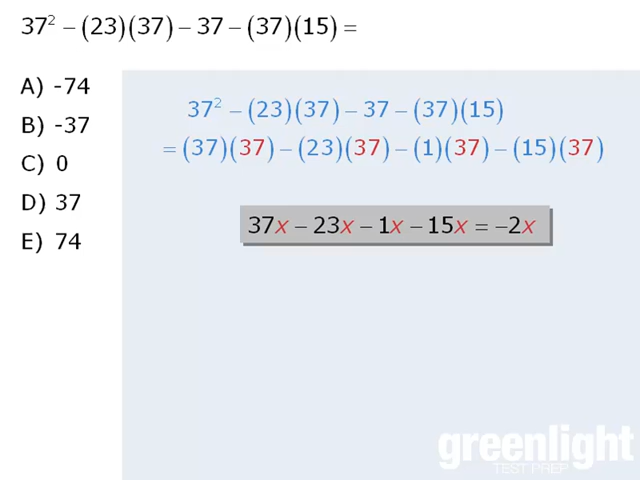 37² − (23)(37) − 37 − (37)(15) =
A) -74
B) -37
C) 0
D) 37
E) 74
37² − (23)(37) − 37 − (37)(15)
= (37)(37) − (23)(37) − (1)(37) − (15)(37)
37x − 23x − 1x − 15x = −2x
greenlight
TEST PREP